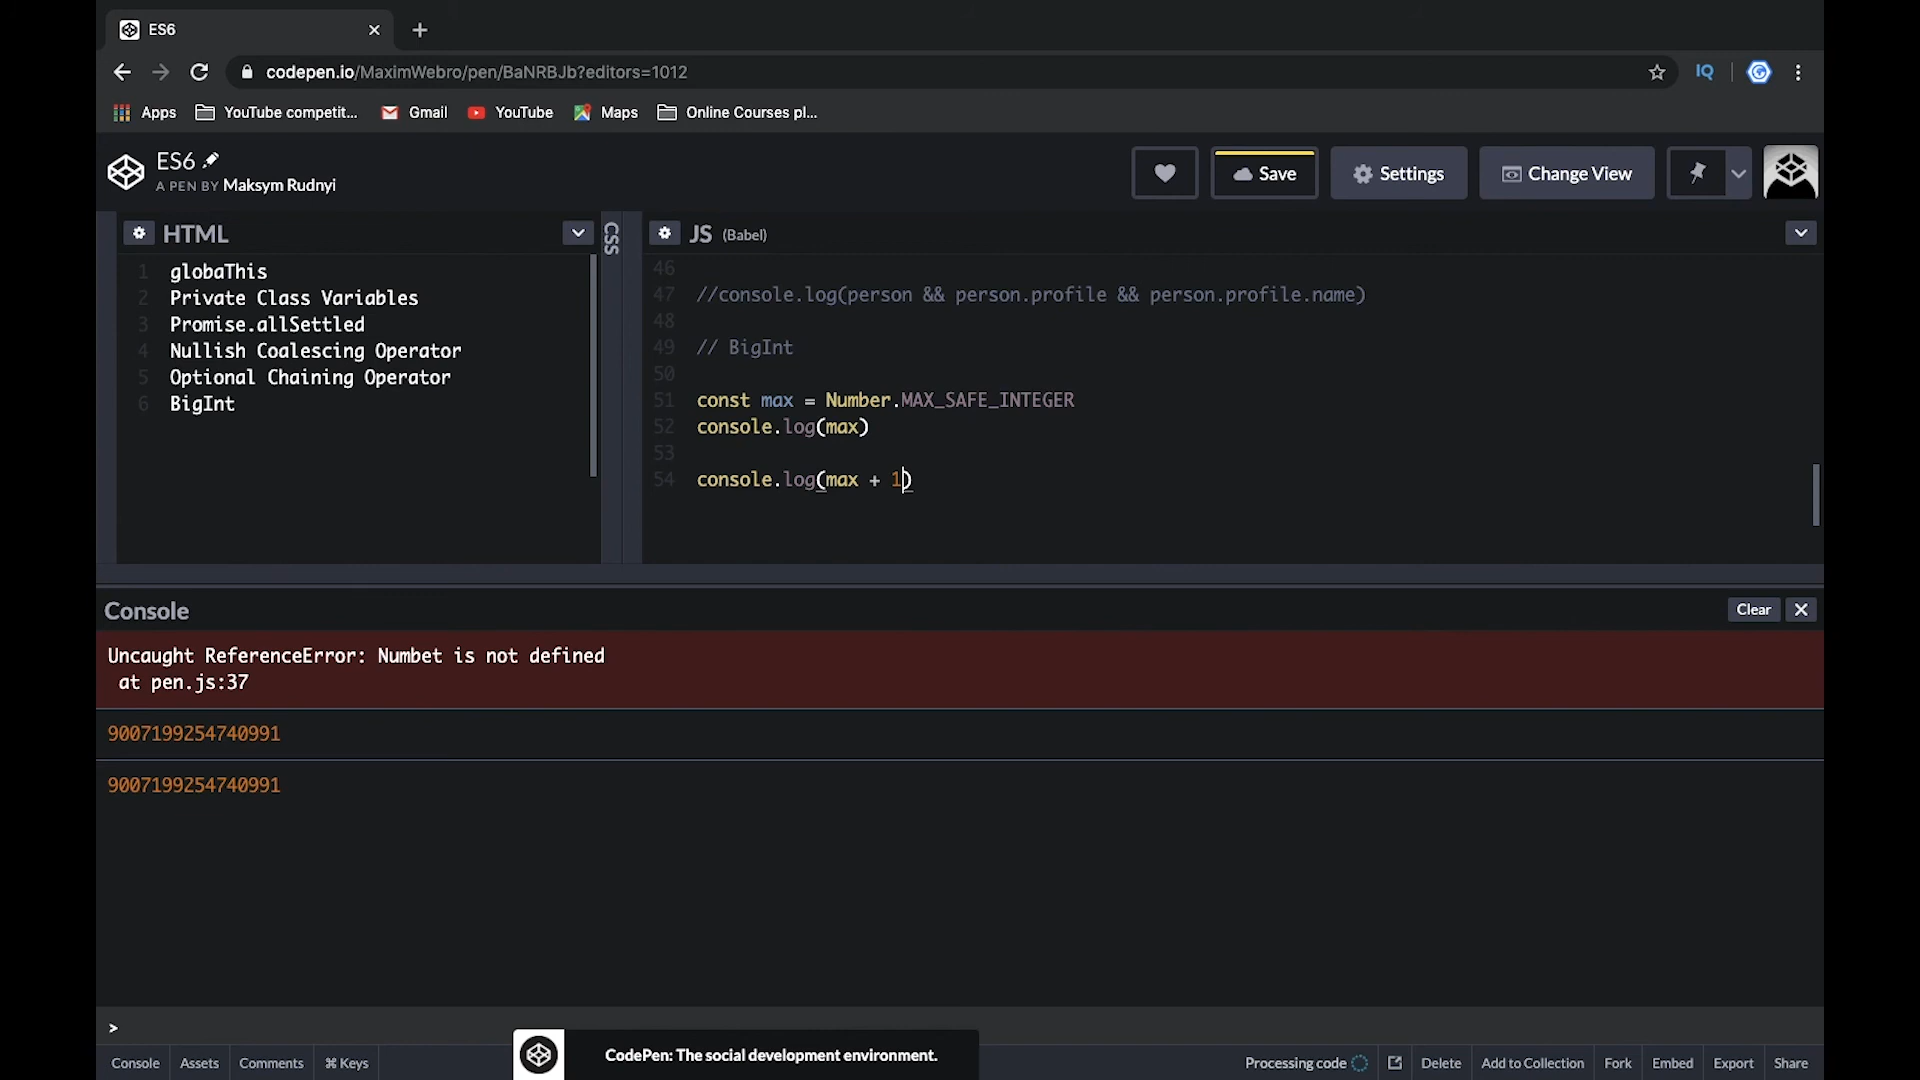 ES6
codepen.io/MaximWebro/pen/BaNRBJb?editors=1012
IQ
Apps
YouTube competit...
Gmail
YouTube
Maps
Online Courses pl...
ES6
A PEN BY Maksym Rudnyi
Save
Settings
Change View
HTML
CSS
JS (Babel)
1 globaThis
2 Private Class Variables
3 Promise.allSettled
4 Nullish Coalescing Operator
5 Optional Chaining Operator
6 BigInt
46
47 //console.log(person && person.profile && person.profile.name)
48
49 // BigInt
50
51 const max = Number.MAX_SAFE_INTEGER
52 console.log(max)
53
54 console.log(max + 1)
Console
Clear
Uncaught ReferenceError: Numbet is not defined
at pen.js:37
9007199254740991
9007199254740991
>
CodePen: The social development environment.
Console
Assets
Comments
⌘ Keys
Processing code
Delete
Add to Collection
Fork
Embed
Export
Share